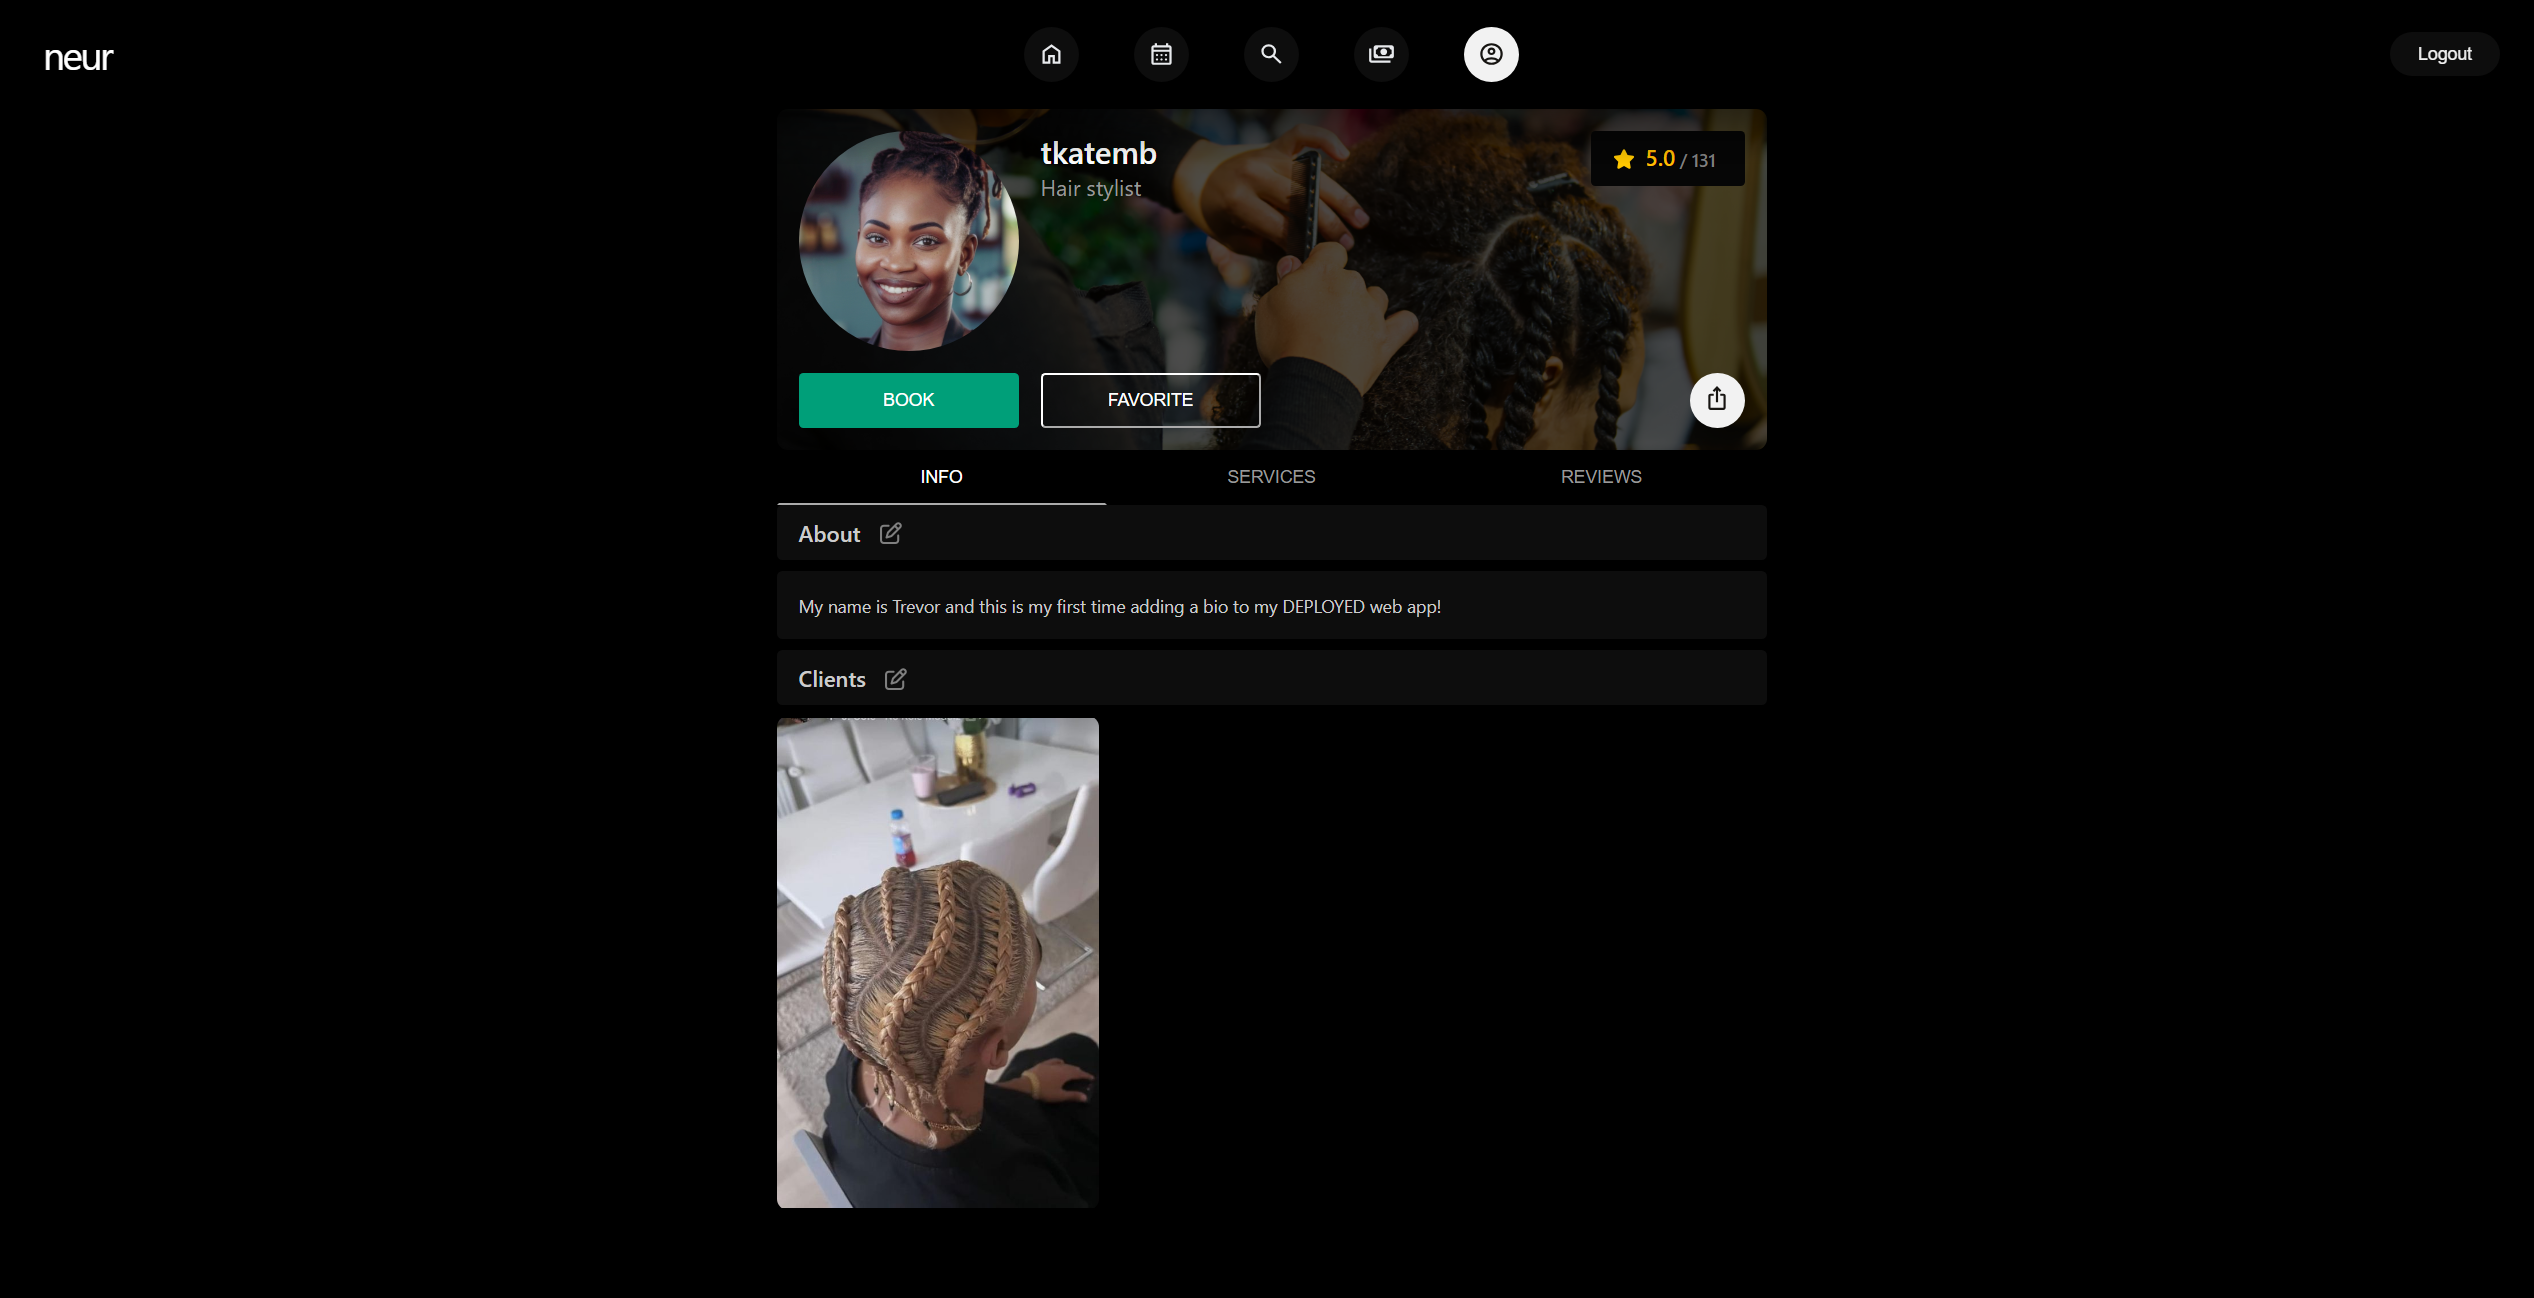 neur
Logout
tkatemb
Hair stylist
5.0 / 131
BOOK
FAVORITE
INFO
SERVICES
REVIEWS
About
My name is Trevor and this is my first time adding a bio to my DEPLOYED web app!
Clients